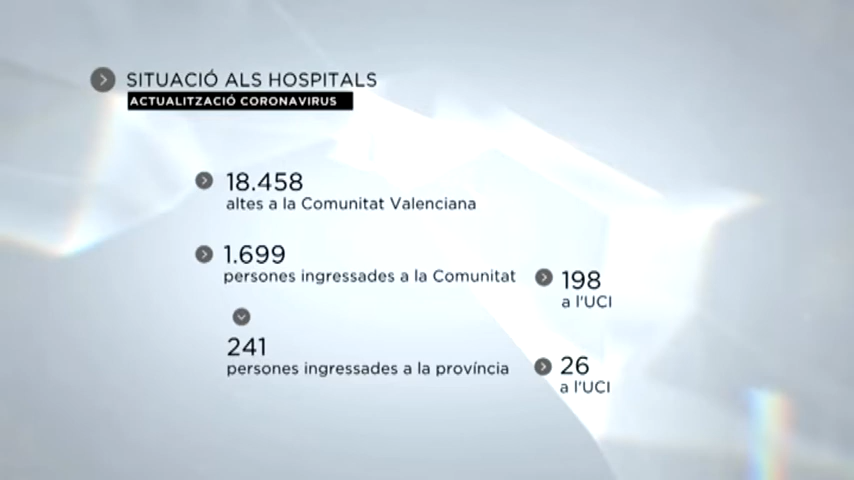 SITUACIÓ ALS HOSPITALS
ACTUALITZACIÓ CORONAVIRUS
18.458
altes a la Comunitat Valenciana
1.699
persones ingressades a la Comunitat
198
a l'UCI
241
persones ingressades a la província
26
a l'UCI